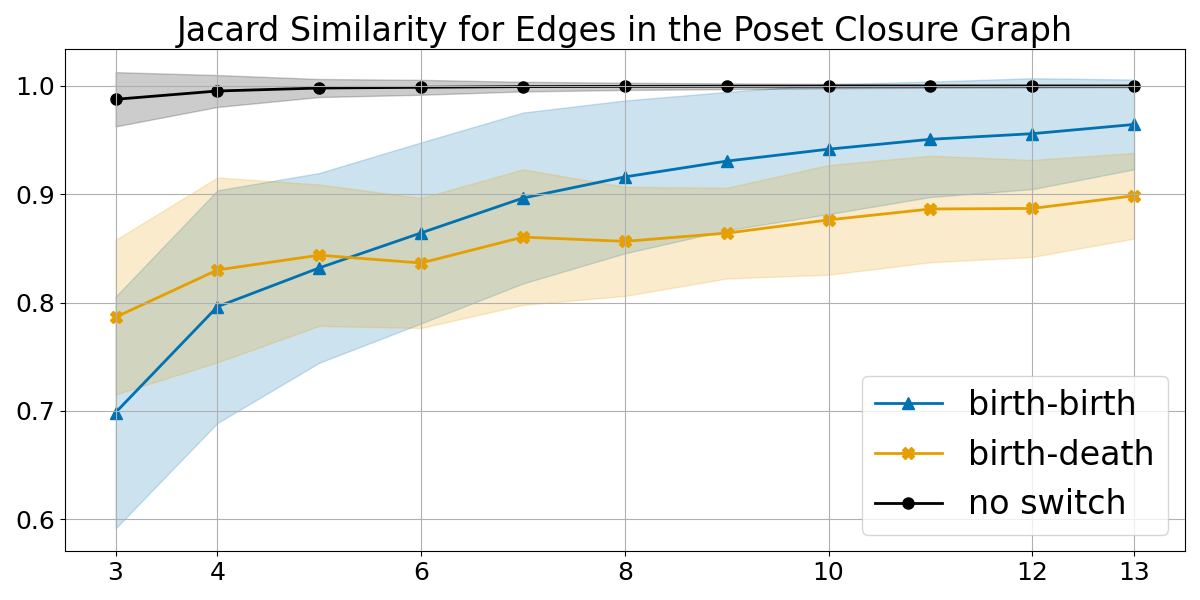 Jacard Similarity for Edges in the Poset Closure Graph
1.0
0.9
0.8
0.7
0.6
birth-birth
birth-death
no switch
3 4 6 8 10 12 13